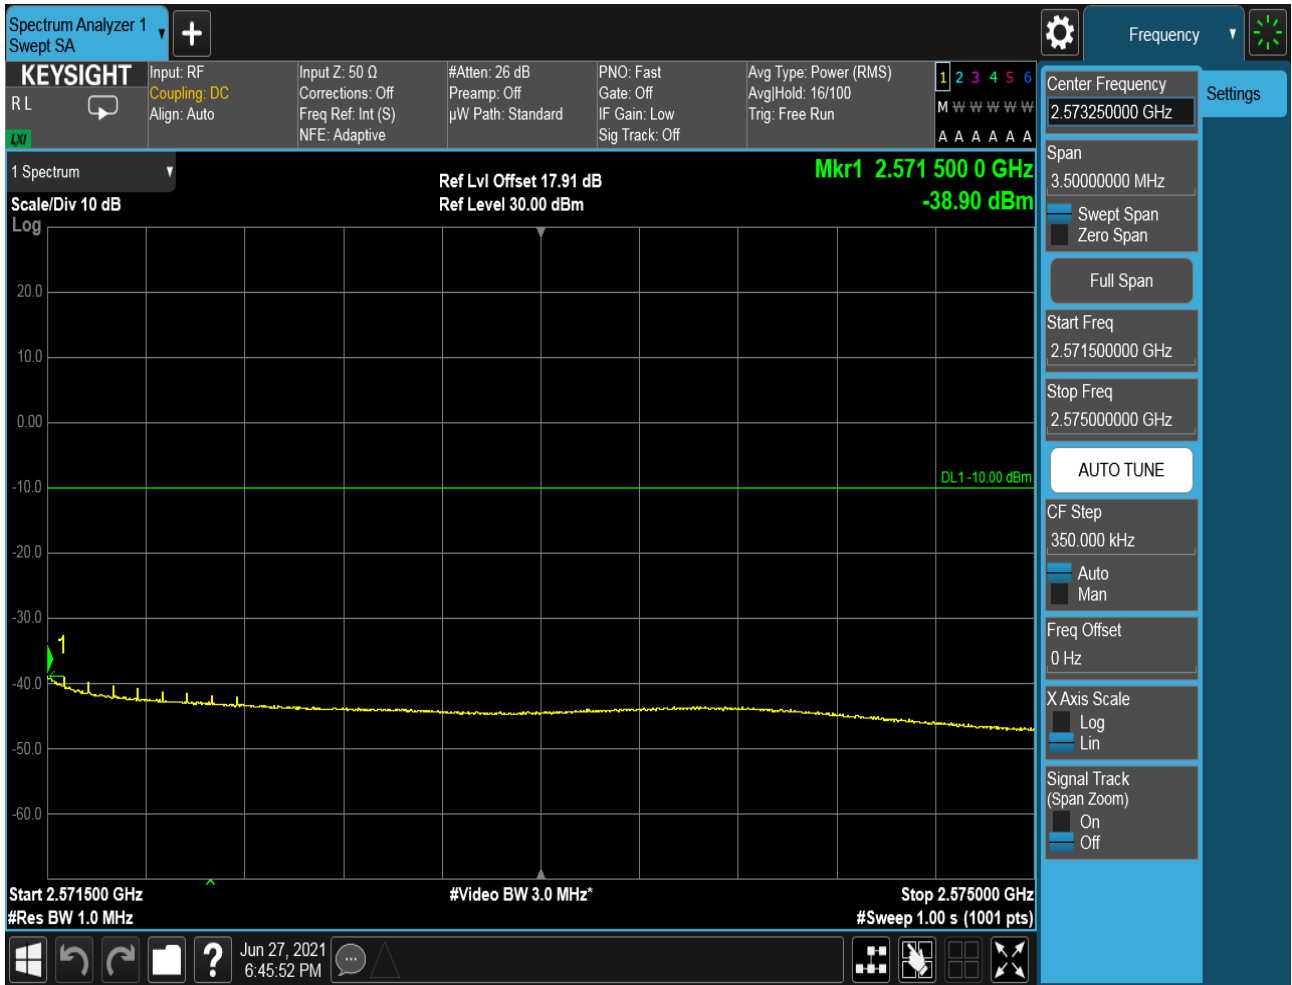 Spectrum Analyzer 1
Swept SA
Frequency
KEYSIGHT
R L
LXI
Input: RF
Coupling: DC
Align: Auto
Input Z: 50 Ω
Corrections: Off
Freq Ref: Int (S)
NFE: Adaptive
#Atten: 26 dB
Preamp: Off
µW Path: Standard
PNO: Fast
Gate: Off
IF Gain: Low
Sig Track: Off
Avg Type: Power (RMS)
Avg|Hold: 16/100
Trig: Free Run
1 2 3 4 5 6
M W W W W W
A A A A A A
1 Spectrum
Scale/Div 10 dB
Log
Ref Lvl Offset 17.91 dB
Ref Level 30.00 dBm
Mkr1 2.571 500 0 GHz
-38.90 dBm
20.0
10.0
0.00
-10.0
-20.0
-30.0
-40.0
-50.0
-60.0
DL1 -10.00 dBm
1
Start 2.571500 GHz
#Res BW 1.0 MHz
#Video BW 3.0 MHz*
Stop 2.575000 GHz
#Sweep 1.00 s (1001 pts)
Jun 27, 2021
6:45:52 PM
?
Center Frequency
2.573250000 GHz
Settings
Span
3.50000000 MHz
Swept Span
Zero Span
Full Span
Start Freq
2.571500000 GHz
Stop Freq
2.575000000 GHz
AUTO TUNE
CF Step
350.000 kHz
Auto
Man
Freq Offset
0 Hz
X Axis Scale
Log
Lin
Signal Track
(Span Zoom)
On
Off